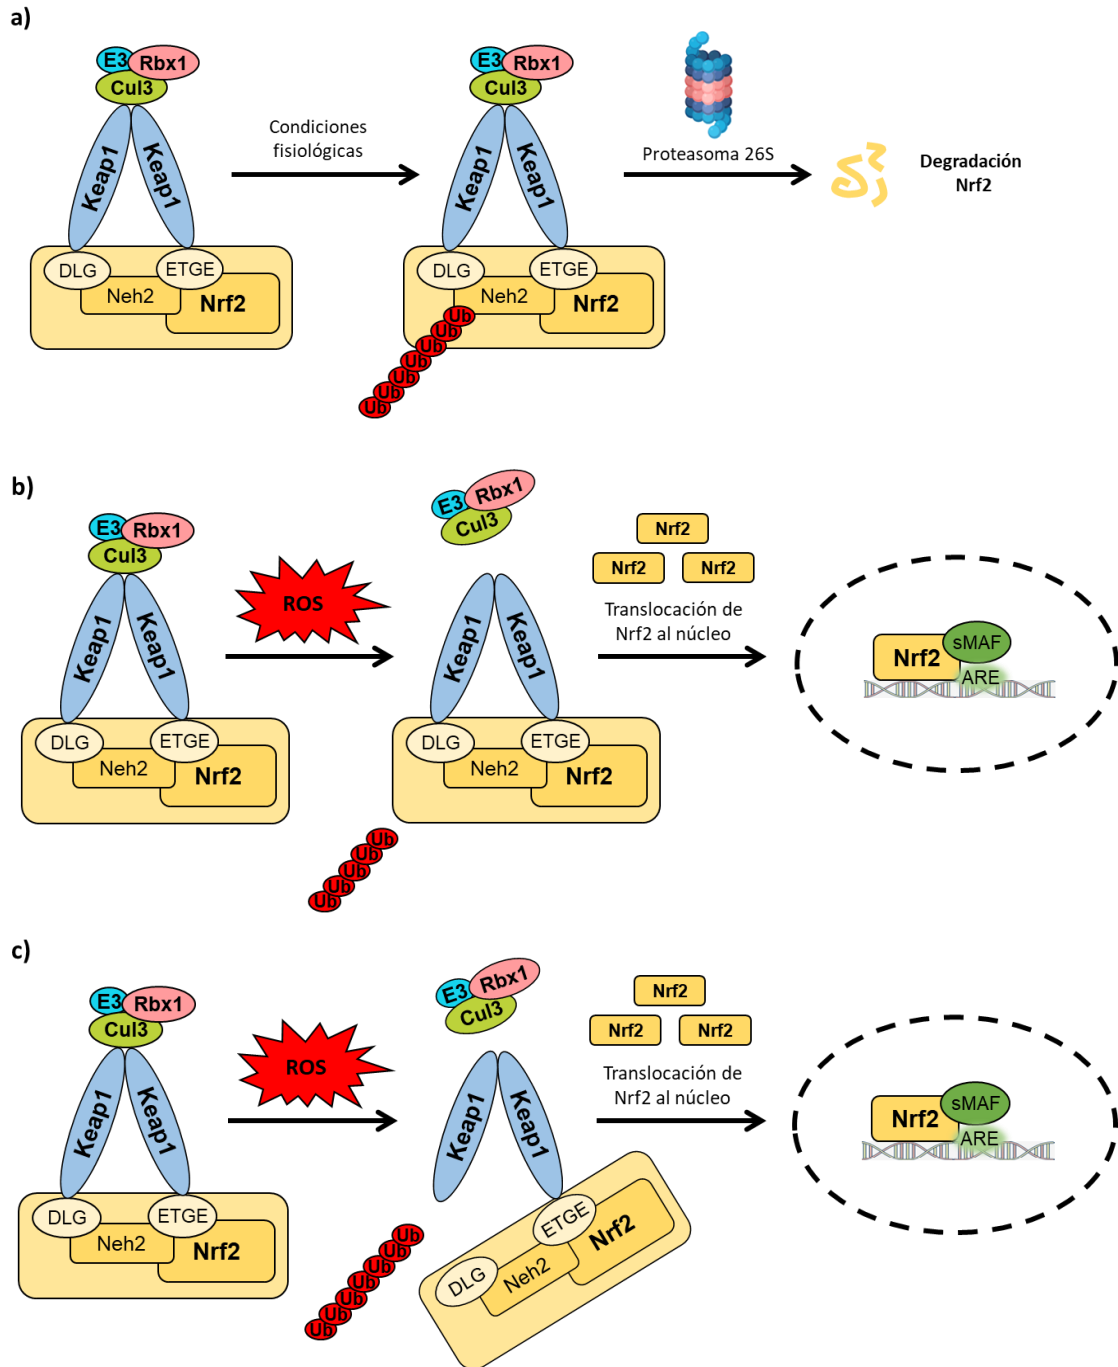 a)
E3
Rbx1
Cul3
Keap1
Keap1
DLG
ETGE
Neh2
Nrf2
Condiciones
fisiológicas
E3
Rbx1
Cul3
Keap1
Keap1
DLG
ETGE
Neh2
Nrf2
Ub
Ub
Ub
Ub
Ub
Ub
Ub
Proteasoma 26S
Degradación
Nrf2
b)
E3
Rbx1
Cul3
Keap1
Keap1
DLG
ETGE
Neh2
Nrf2
ROS
E3
Rbx1
Cul3
Keap1
Keap1
DLG
ETGE
Neh2
Nrf2
Ub
Ub
Ub
Ub
Ub
Nrf2
Nrf2
Nrf2
Translocación de
Nrf2 al núcleo
Nrf2
sMAF
ARE
c)
E3
Rbx1
Cul3
Keap1
Keap1
DLG
ETGE
Neh2
Nrf2
ROS
E3
Rbx1
Cul3
Keap1
Keap1
DLG
ETGE
Neh2
Nrf2
Ub
Ub
Ub
Ub
Ub
Ub
Ub
Nrf2
Nrf2
Nrf2
Translocación de
Nrf2 al núcleo
Nrf2
sMAF
ARE